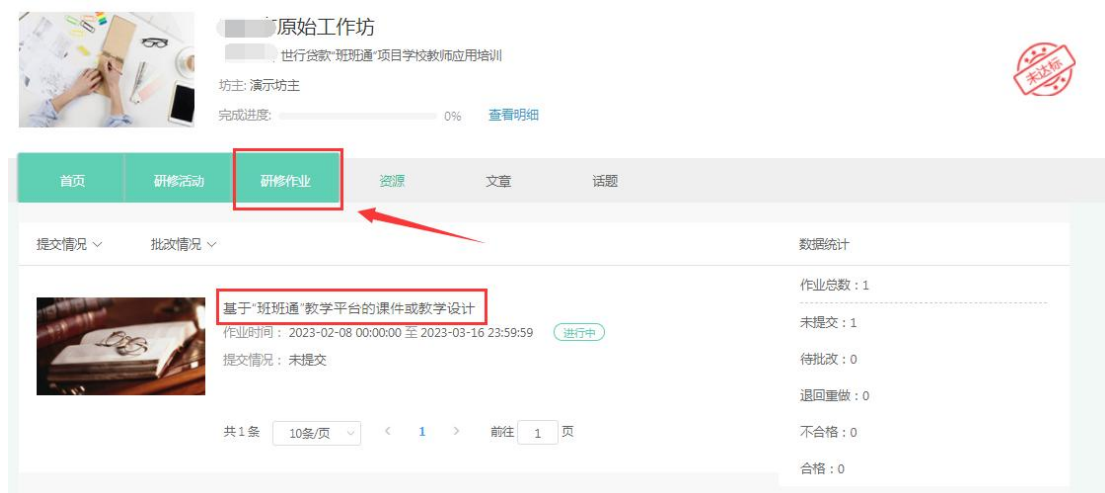 原始工作坊
世行贷款“班班通”项目学校教师应用培训
坊主: 演示坊主
完成进度: 0% 查看明细
未达标
首页 研修活动 研修作业 资源 文章 话题
提交情况 批改情况
数据统计
基于“班班通”教学平台的课件或教学设计
作业时间：2023-02-08 00:00:00 至 2023-03-16 23:59:59 进行中
提交情况：未提交
共1条 10条/页 < 1 > 前往 1 页
作业总数：1
未提交：1
待批改：0
退回重做：0
不合格：0
合格：0